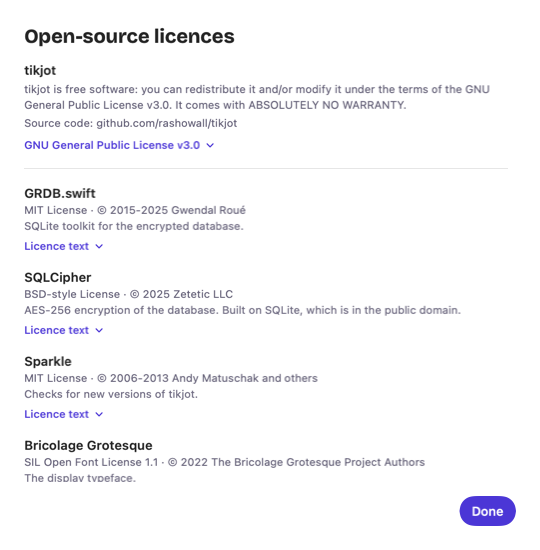 Open-source licences
tikjot
tikjot is free software: you can redistribute it and/or modify it under the terms of the GNU
General Public License v3.0. It comes with ABSOLUTELY NO WARRANTY.
Source code: github.com/rashowall/tikjot
GNU General Public License v3.0
GRDB.swift
MIT License · © 2015-2025 Gwendal Roué
SQLite toolkit for the encrypted database.
Licence text
SQLCipher
BSD-style License · © 2025 Zetetic LLC
AES-256 encryption of the database. Built on SQLite, which is in the public domain.
Licence text
Sparkle
MIT License · © 2006-2013 Andy Matuschak and others
Checks for new versions of tikjot.
Licence text
Bricolage Grotesque
SIL Open Font License 1.1 · © 2022 The Bricolage Grotesque Project Authors
The display typeface.
Done